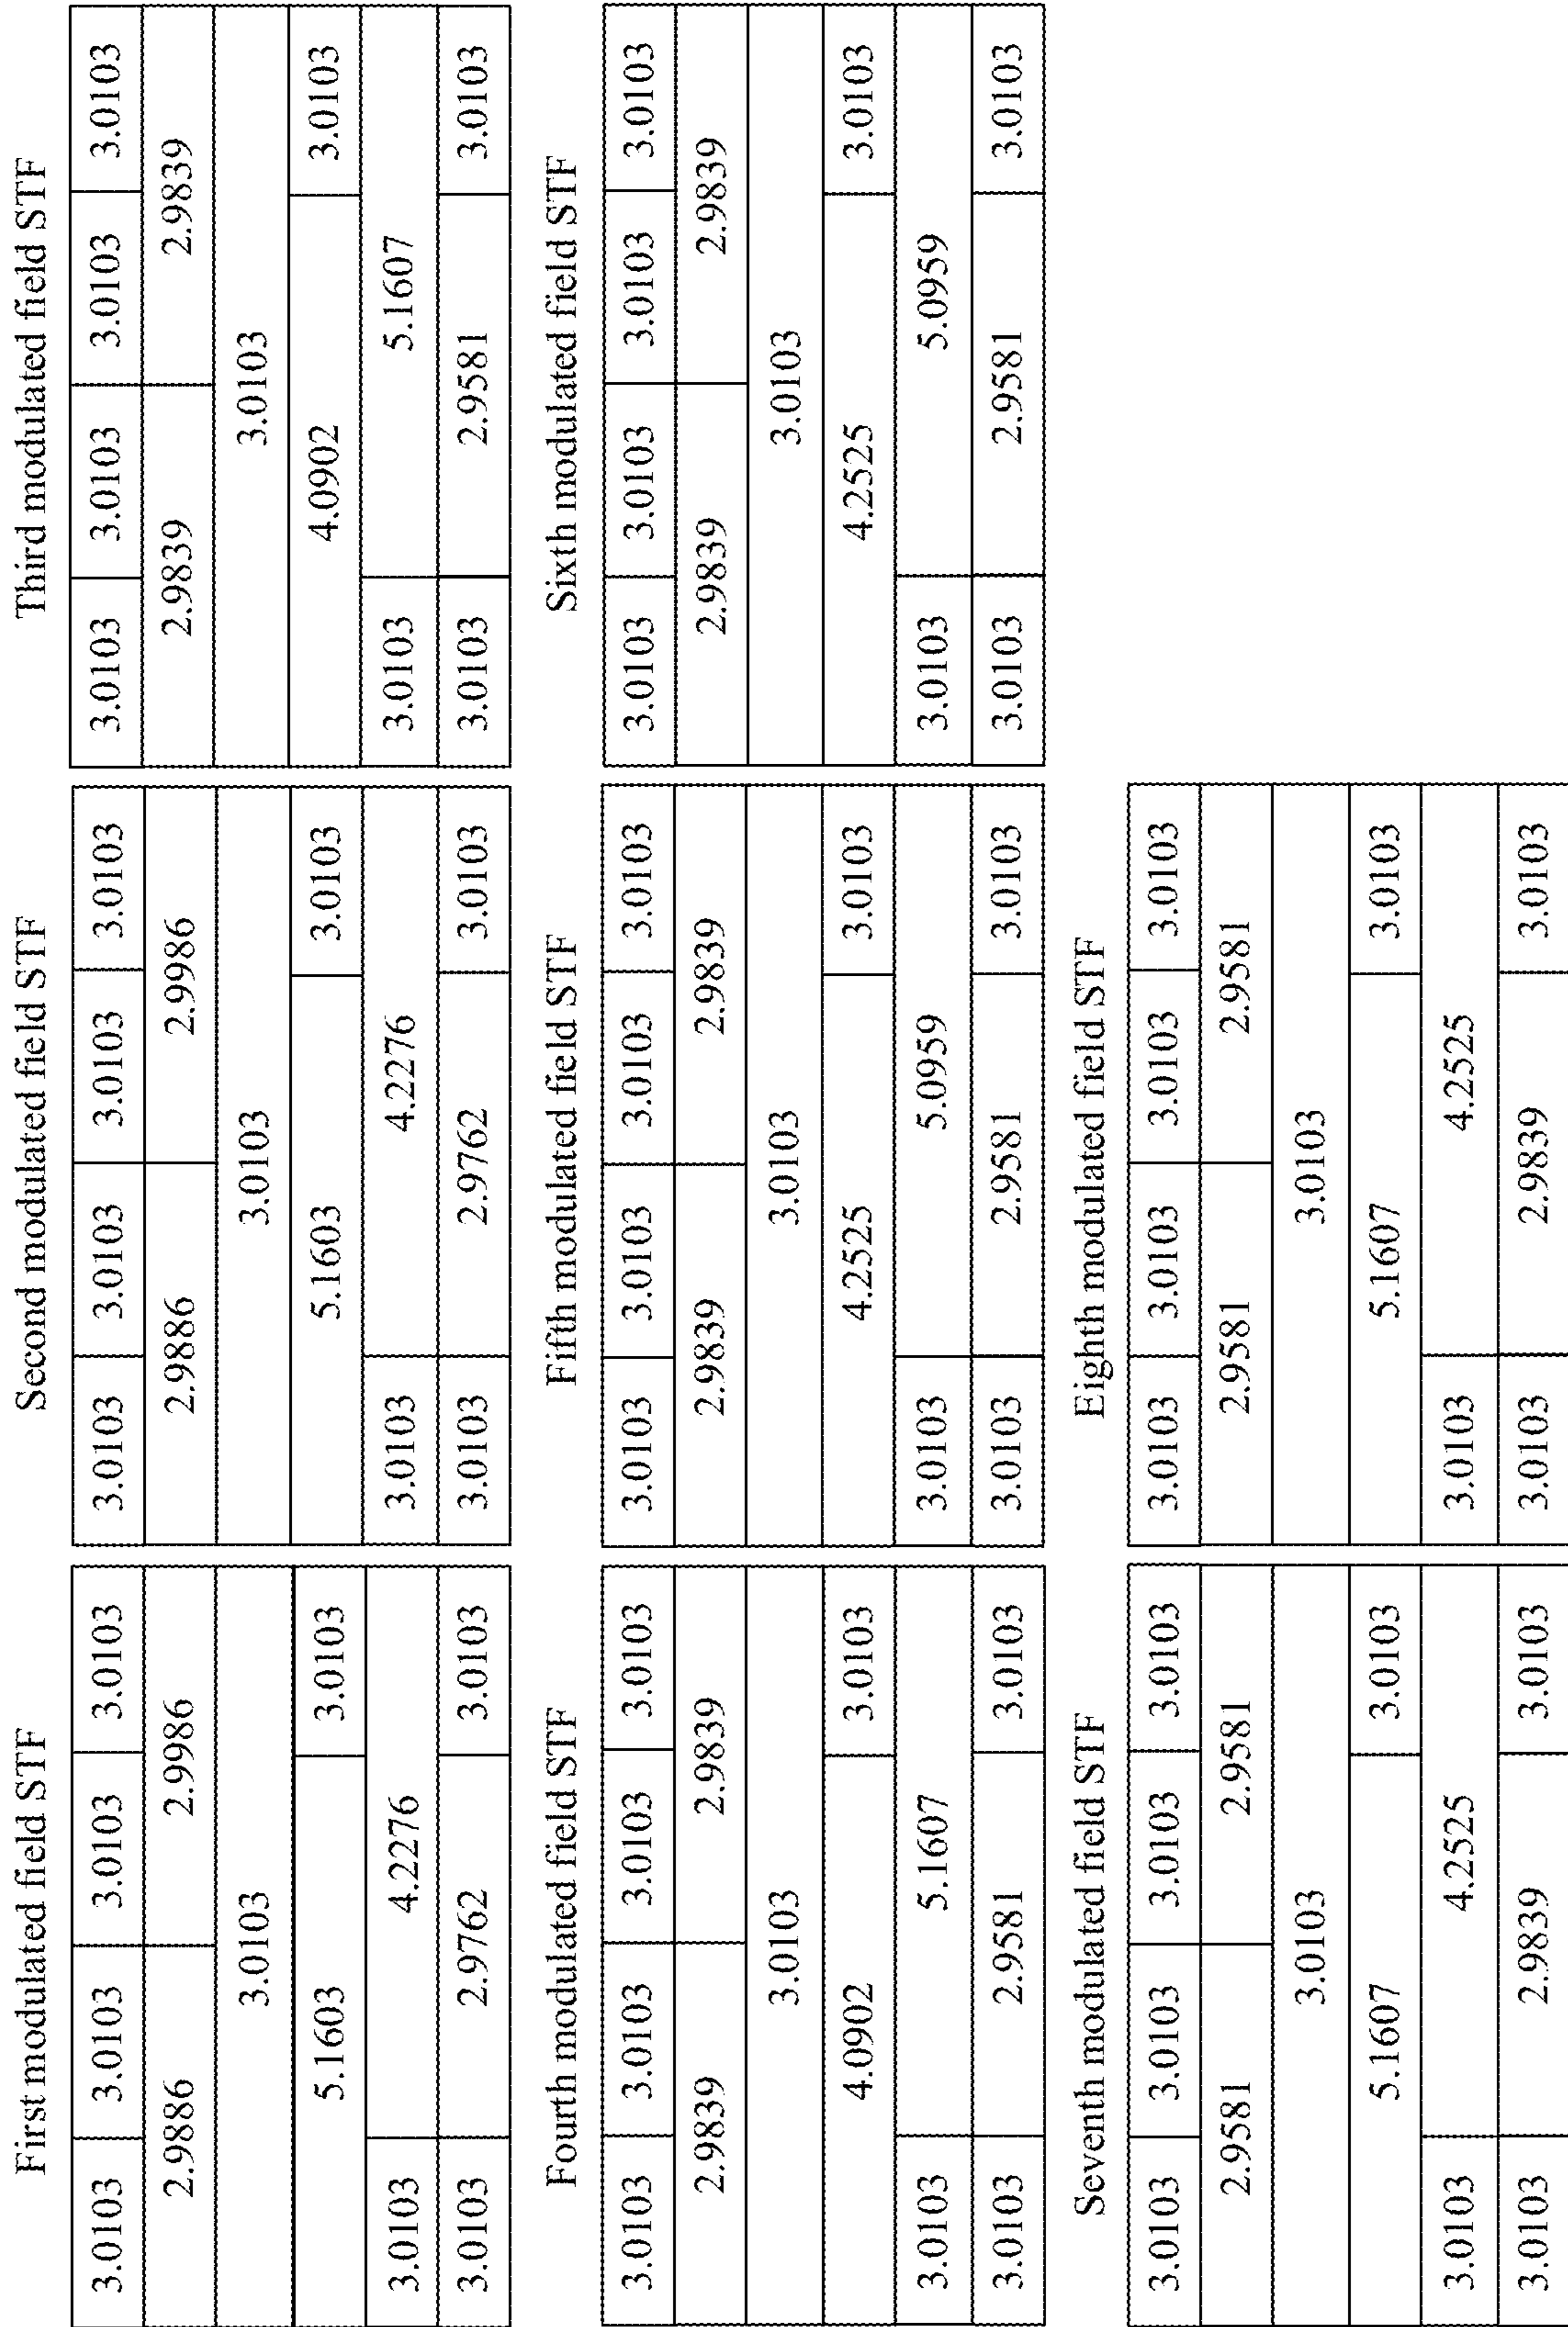 First modulated field STF
3.0103 3.0103 3.0103 3.0103
2.9886 2.9986
3.0103
5.1603 3.0103
3.0103 4.2276
3.0103 2.9762 3.0103
Second modulated field STF
3.0103 3.0103 3.0103 3.0103
2.9886 2.9986
3.0103
5.1603 3.0103
3.0103 4.2276
3.0103 2.9762 3.0103
Third modulated field STF
3.0103 3.0103 3.0103 3.0103
2.9839 2.9839
3.0103
4.0902 3.0103
3.0103 5.1607
3.0103 2.9581 3.0103
Fourth modulated field STF
3.0103 3.0103 3.0103 3.0103
2.9839 2.9839
3.0103
4.0902 3.0103
3.0103 5.1607
3.0103 2.9581 3.0103
Fifth modulated field STF
3.0103 3.0103 3.0103 3.0103
2.9839 2.9839
3.0103
4.2525 3.0103
3.0103 5.0959
3.0103 2.9581 3.0103
Sixth modulated field STF
3.0103 3.0103 3.0103 3.0103
2.9839 2.9839
3.0103
4.2525 3.0103
3.0103 5.0959
3.0103 2.9581 3.0103
Seventh modulated field STF
3.0103 3.0103 3.0103 3.0103
2.9581 2.9581
3.0103
5.1607 3.0103
3.0103 4.2525
3.0103 2.9839 3.0103
Eighth modulated field STF
3.0103 3.0103 3.0103 3.0103
2.9581 2.9581
3.0103
5.1607 3.0103
3.0103 4.2525
3.0103 2.9839 3.0103